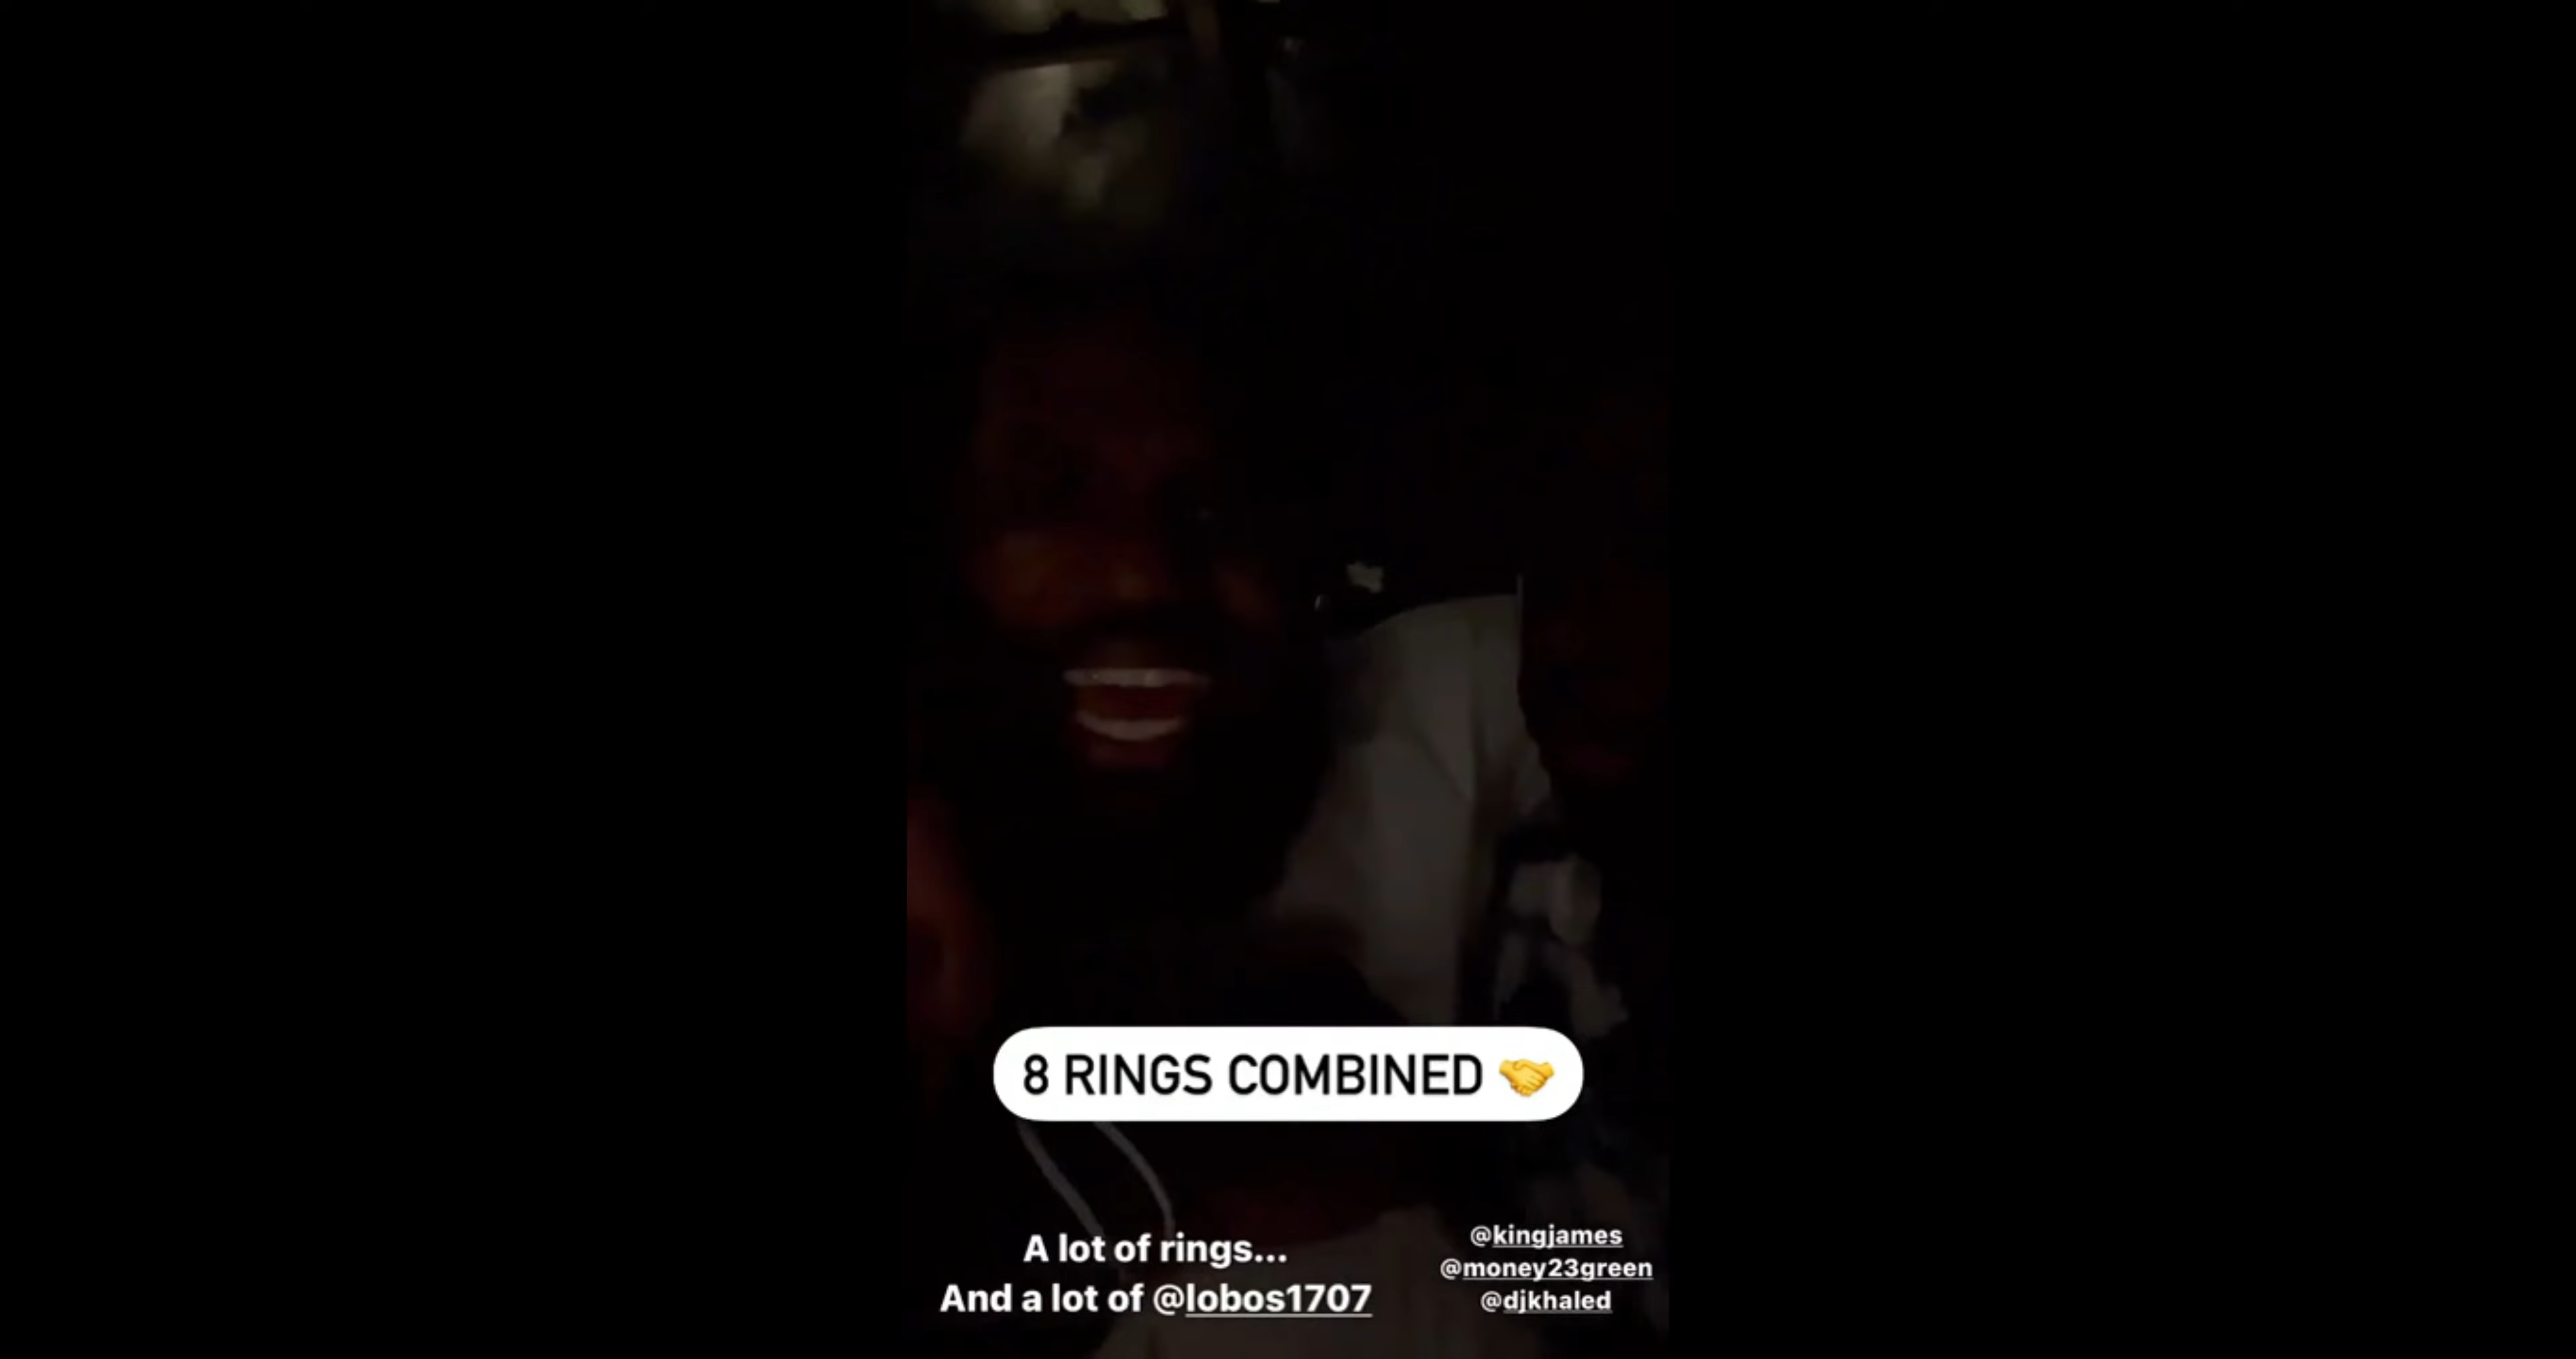 8 RINGS COMBINED 🤝
A lot of rings...
And a lot of @lobos1707
@kingjames
@money23green
@djkhaled